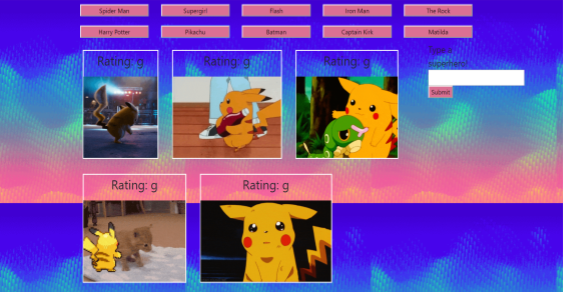 Spider Man Supergirl Flash Iron Man The Rock
Harry Potter Pikachu Batman Captain Kirk Matilda
Rating: g Rating: g Rating: g
Type a
superhero!
Submit
Rating: g Rating: g